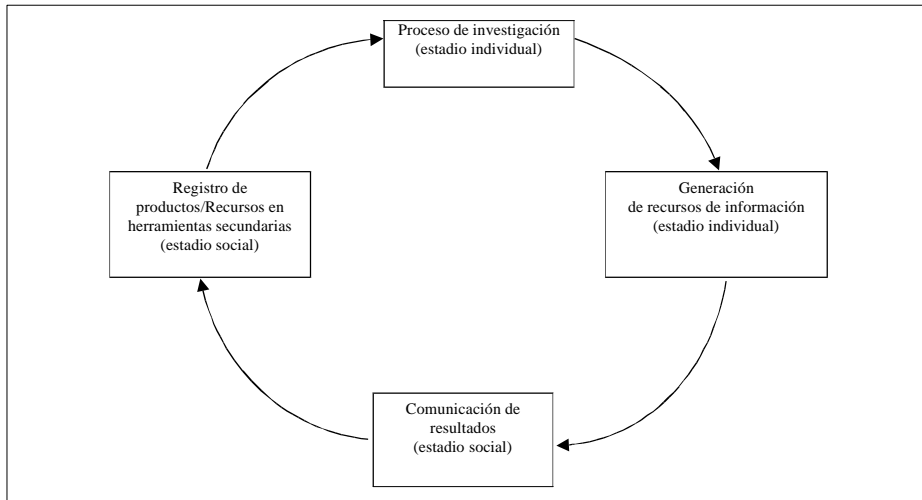 Proceso de investigación
(estadio individual)
Generación
de recursos de información
(estadio individual)
Comunicación de
resultados
(estadio social)
Registro de
productos/Recursos en
herramientas secundarias
(estadio social)